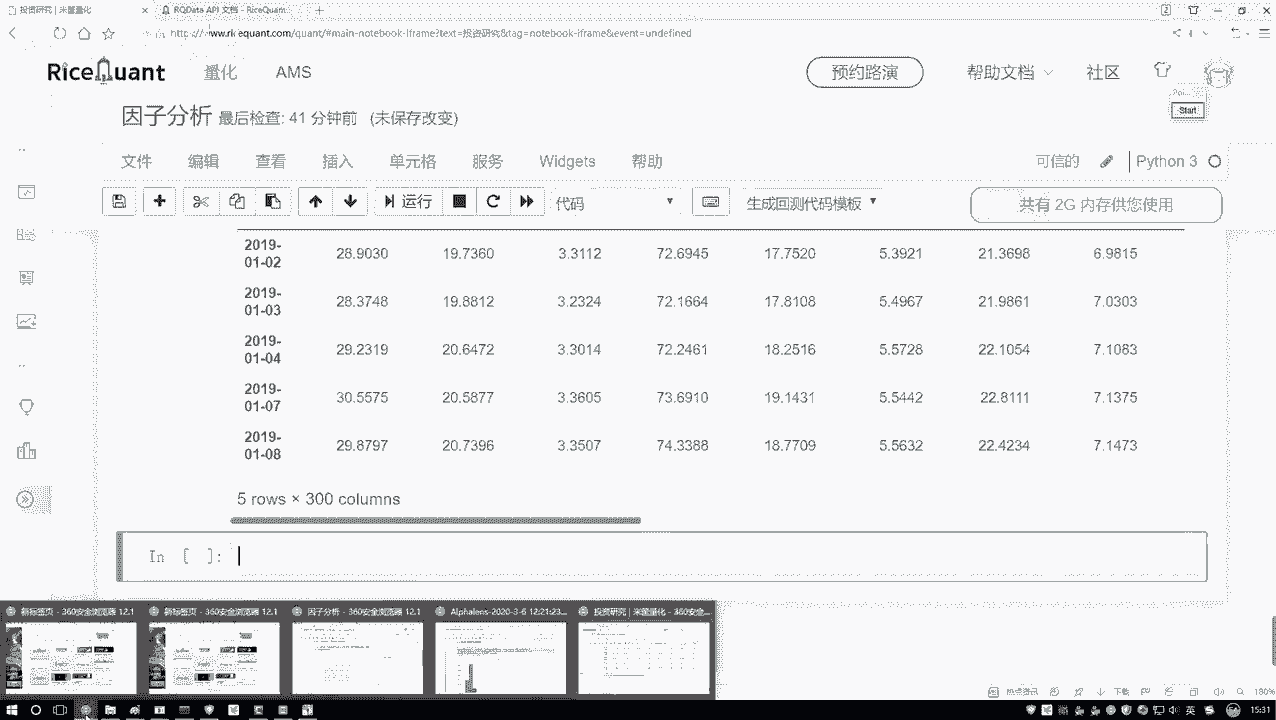 投资研究 | 米筐量化
RQData API 文档 - RiceQuant
ricequant.com/quant/#main-notebook-iframe?text=投资研究&tag=notebook-iframe&event=undefined
RiceQuant 量化 AMS 预约路演 帮助文档 社区
Start
因子分析 最后检查: 41 分钟前 (未保存改变)
文件 编辑 查看 插入 单元格 服务 Widgets 帮助 可信的 Python 3
运行 代码 生成回测代码模板 共有 2G 内存供您使用
2019-01-02 28.9030 19.7360 3.3112 72.6945 17.7520 5.3921 21.3698 6.9815
2019-01-03 28.3748 19.8812 3.2324 72.1664 17.8108 5.4967 21.9861 7.0303
2019-01-04 29.2319 20.6472 3.3014 72.2461 18.2516 5.5728 22.1054 7.1063
2019-01-07 30.5575 20.5877 3.3605 73.6910 19.1431 5.5442 22.8111 7.1375
2019-01-08 29.8797 20.7396 3.3507 74.3388 18.7709 5.5632 22.4234 7.1473
5 rows × 300 columns
In [ ]:
新标签页 - 360安全浏览器 12.1 新标签页 - 360安全浏览器 12.1 因子分析 - 360安全浏览器 12.1 Alphalens-2020-3-6 12:21:23... 投资研究 | 米筐量化 - 360安全...
下载 180%
英 15:31